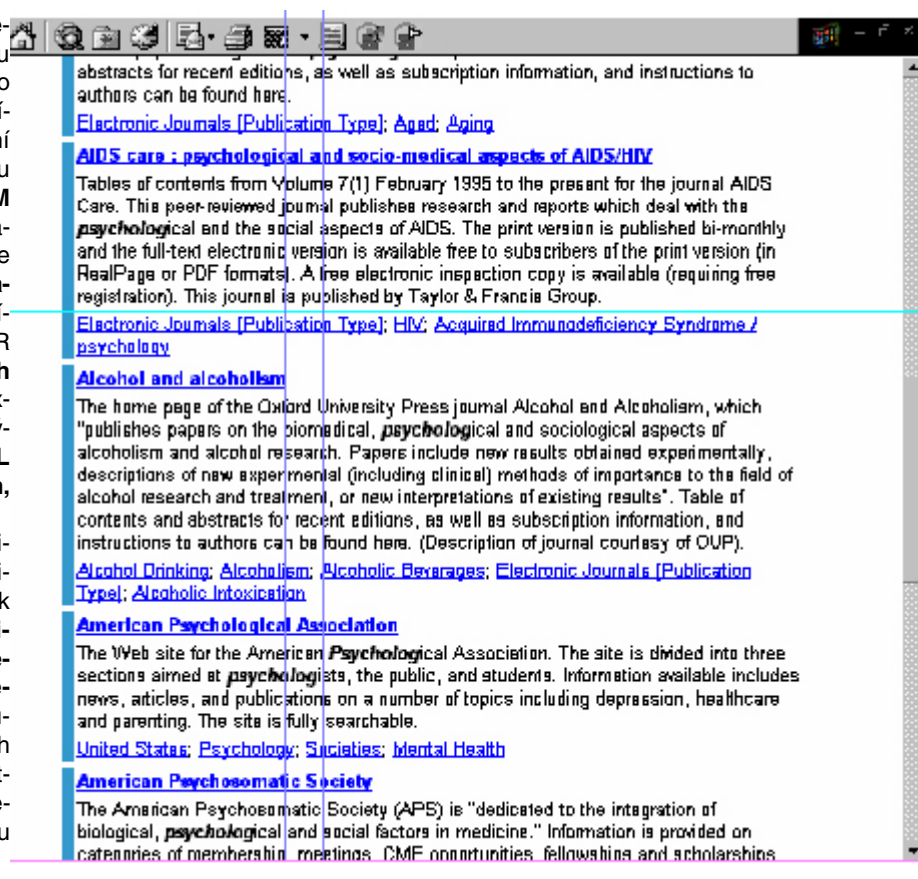 abstracts for recent editions, as well as subscription information, and instructions to
authors can be found here.
Electronic Journals [Publication Type]; Aged; Aging
AIDS care : psychological and socio-medical aspects of AIDS/HIV
Tables of contents from Volume 7(1) February 1995 to the present for the journal AIDS
Care. This peer-reviewed journal publishes research and reports which deal with the
psychological and the social aspects of AIDS. The print version is published bi-monthly
and the full-text electronic version is available free to subscribers of the print version (in
RealPage or PDF formats). A free electronic inspection copy is available (requiring free
registration). This journal is published by Taylor & Francis Group.
Electronic Journals [Publication Type]; HIV; Acquired Immunodeficiency Syndrome /
psychology
Alcohol and alcoholism
The home page of the Oxford University Press journal Alcohol and Alcoholism, which
"publishes papers on the biomedical, psychological and sociological aspects of
alcoholism and alcohol research. Papers include new results obtained experimentally,
descriptions of new experimental (including clinical) methods of importance to the field of
alcohol research and treatment, or new interpretations of existing results". Table of
contents and abstracts for recent editions, as well as subscription information, and
instructions to authors can be found here. (Description of journal courtesy of OUP).
Alcohol Drinking; Alcoholism; Alcoholic Beverages; Electronic Journals [Publication
Type]; Alcoholic Intoxication
American Psychological Association
The Web site for the American Psychological Association. The site is divided into three
sections aimed at psychologists, the public, and students. Information available includes
news, articles, and publications on a number of topics including depression, healthcare
and parenting. The site is fully searchable.
United States; Psychology; Societies; Mental Health
American Psychosomatic Society
The American Psychosomatic Society (APS) is "dedicated to the integration of
biological, psychological and social factors in medicine." Information is provided on
categories of membership, meetings, CME opportunities, fellowships and scholarships